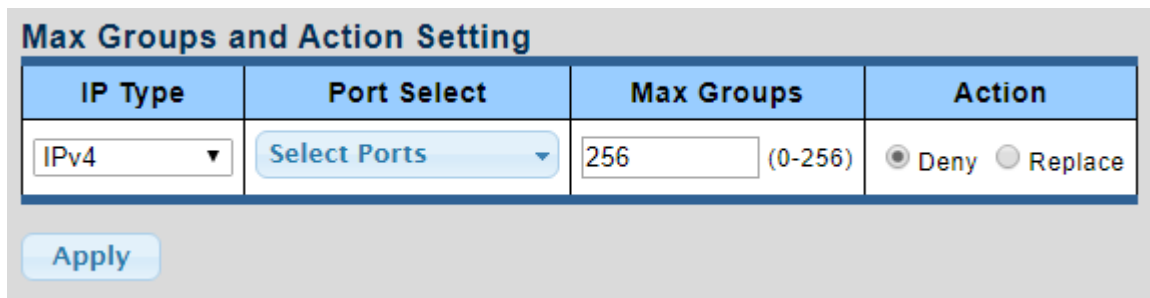 Max Groups and Action Setting
IP Type Port Select Max Groups Action
IPv4 Select Ports 256 (0-256) Deny Replace
Apply